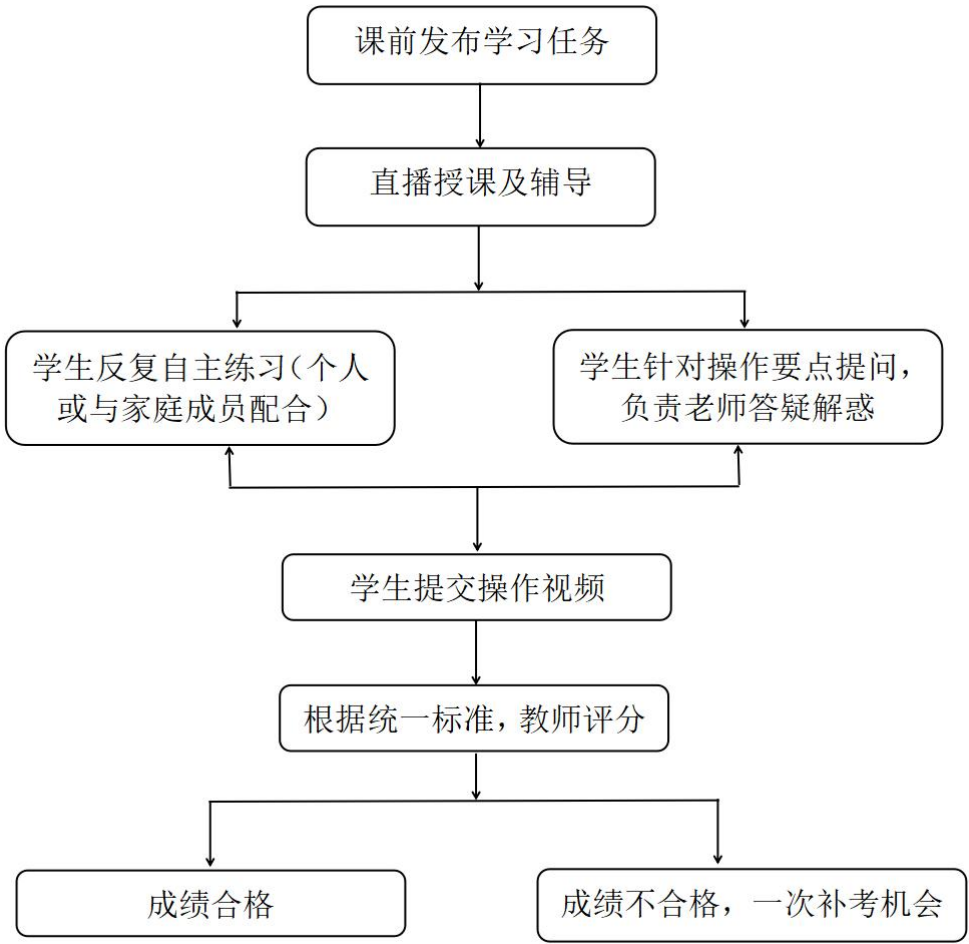 课前发布学习任务
直播授课及辅导
学生反复自主练习(个人
或与家庭成员配合)
学生针对操作要点提问，
负责老师答疑解惑
学生提交操作视频
根据统一标准，教师评分
成绩合格
成绩不合格，一次补考机会